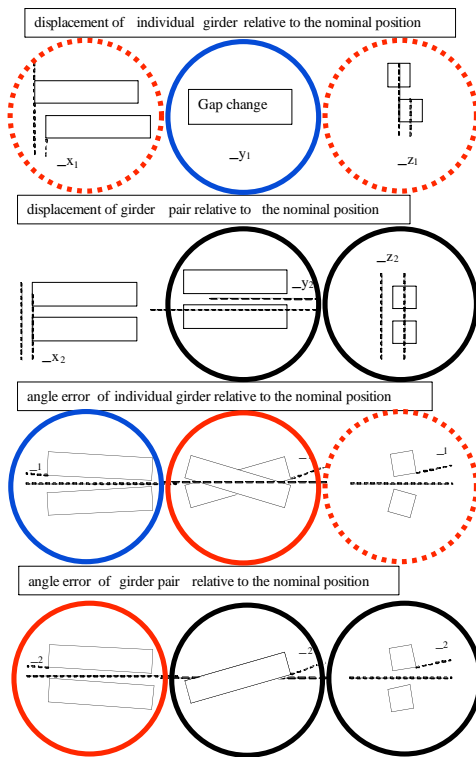 displacement of individual girder relative to the nominal position
Gap change
_x1
_y1
_z1
displacement of girder pair relative to the nominal position
_z2
_y2
_x2
angle error of individual girder relative to the nominal position
_1
_
_1
angle error of girder pair relative to the nominal position
_2
_2
_2